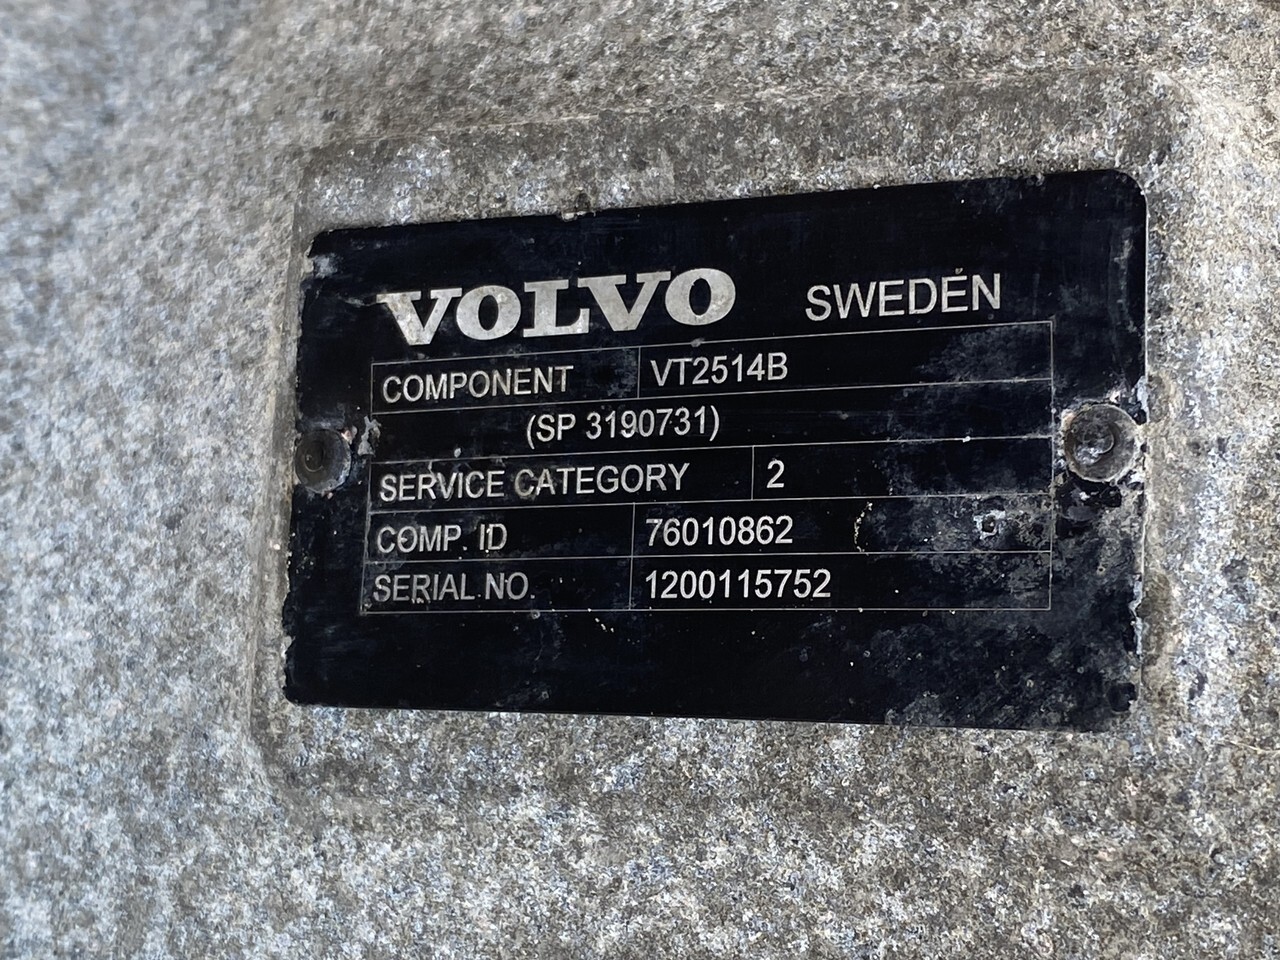 VOLVO SWEDEN
COMPONENT VT2514B
(SP 3190731)
SERVICE CATEGORY 2
COMP. ID 76010862
SERIAL NO. 1200115752